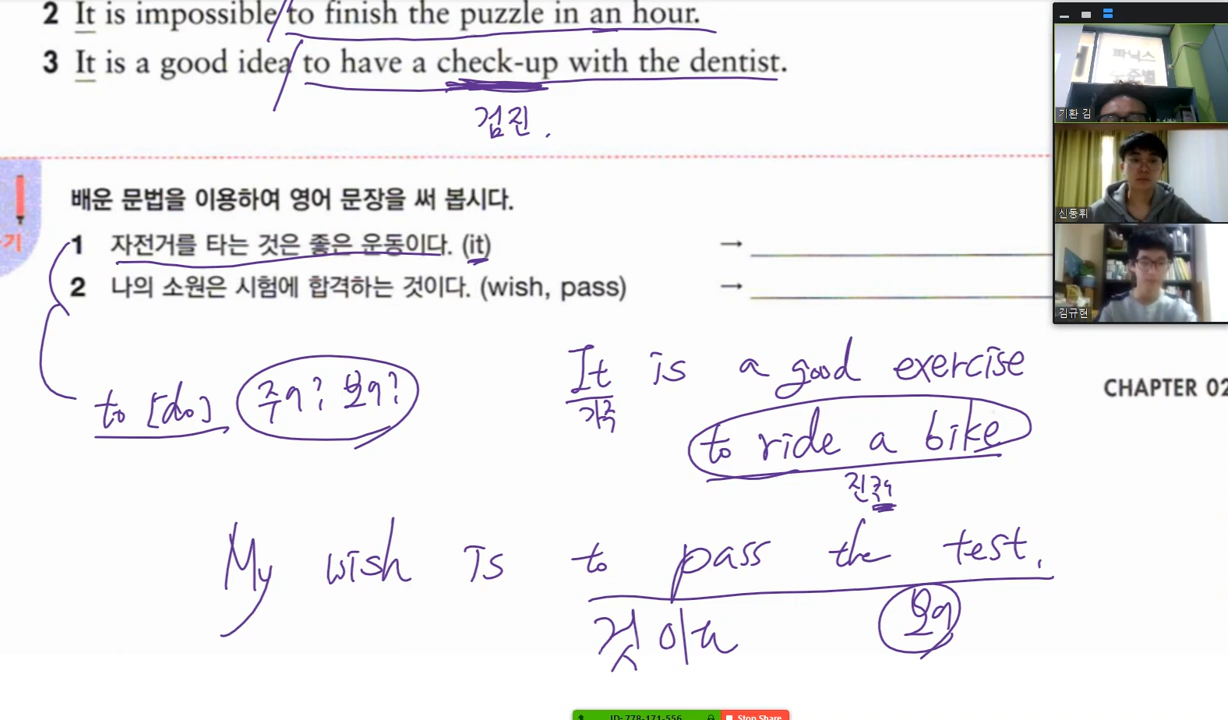 2 It is impossible to finish the puzzle in an hour.
3 It is a good idea to have a check-up with the dentist.
검진.
배운 문법을 이용하여 영어 문장을 써 봅시다.
1 자전거를 타는 것은 좋은 운동이다. (it) →
2 나의 소원은 시험에 합격하는 것이다. (wish, pass) →
to [do] 주어? 보어?
It is a good exercise
가주
to ride a bike
진주어
My wish is to pass the test.
것이다
보어
CHAPTER 02
기환 김
신동휘
김규현
ID: 778-171-556
Stop Share